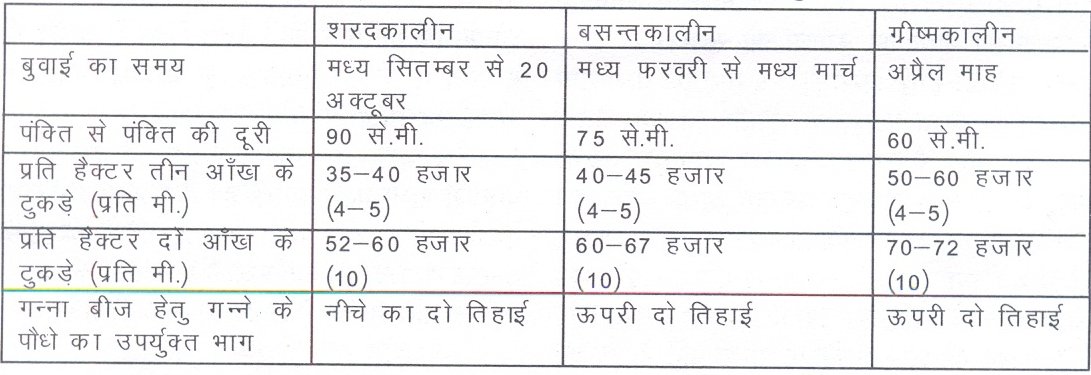 शरदकालीन बसन्तकालीन ग्रीष्मकालीन
बुवाई का समय मध्य सितम्बर से 20 मध्य फरवरी से मध्य मार्च अप्रैल माह
अक्टूबर
पंक्ति से पंक्ति की दूरी 90 से.मी. 75 से.मी. 60 से.मी.
प्रति हैक्टर तीन आँख के 35–40 हजार 40–45 हजार 50–60 हजार
टुकड़े (प्रति मी.) (4–5) (4–5) (4–5)
प्रति हैक्टर दो आँख के 52–60 हजार 60–67 हजार 70–72 हजार
टुकड़े (प्रति मी.) (10) (10) (10)
गन्ना बीज हेतु गन्ने के नीचे का दो तिहाई ऊपरी दो तिहाई ऊपरी दो तिहाई
पौधे का उपर्युक्त भाग